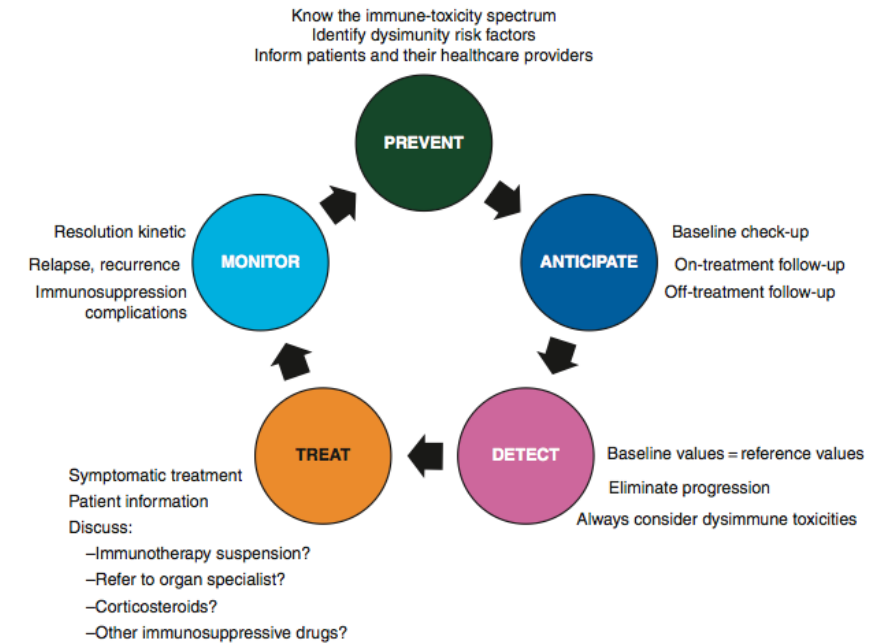 Know the immune-toxicity spectrum
Identify dysimunity risk factors
Inform patients and their healthcare providers
PREVENT
Baseline check-up
On-treatment follow-up
Off-treatment follow-up
ANTICIPATE
Baseline values = reference values
Eliminate progression
Always consider dysimmune toxicities
DETECT
TREAT
Symptomatic treatment
Patient information
Discuss:
–Immunotherapy suspension?
–Refer to organ specialist?
–Corticosteroids?
–Other immunosuppressive drugs?
MONITOR
Resolution kinetic
Relapse, recurrence
Immunosuppression
complications